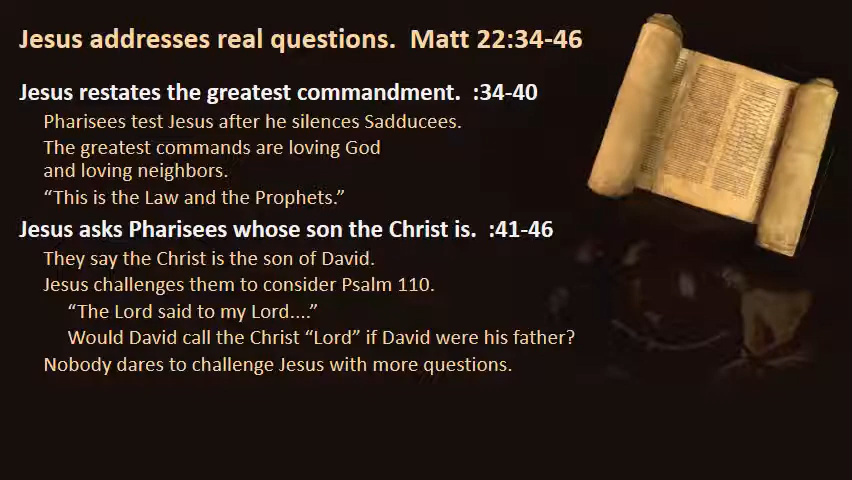 Jesus addresses real questions.  Matt 22:34-46
Jesus restates the greatest commandment.  :34-40
Pharisees test Jesus after he silences Sadducees.
The greatest commands are loving God
and loving neighbors.
“This is the Law and the Prophets.”
Jesus asks Pharisees whose son the Christ is.  :41-46
They say the Christ is the son of David.
Jesus challenges them to consider Psalm 110.
“The Lord said to my Lord....”
Would David call the Christ “Lord” if David were his father?
Nobody dares to challenge Jesus with more questions.